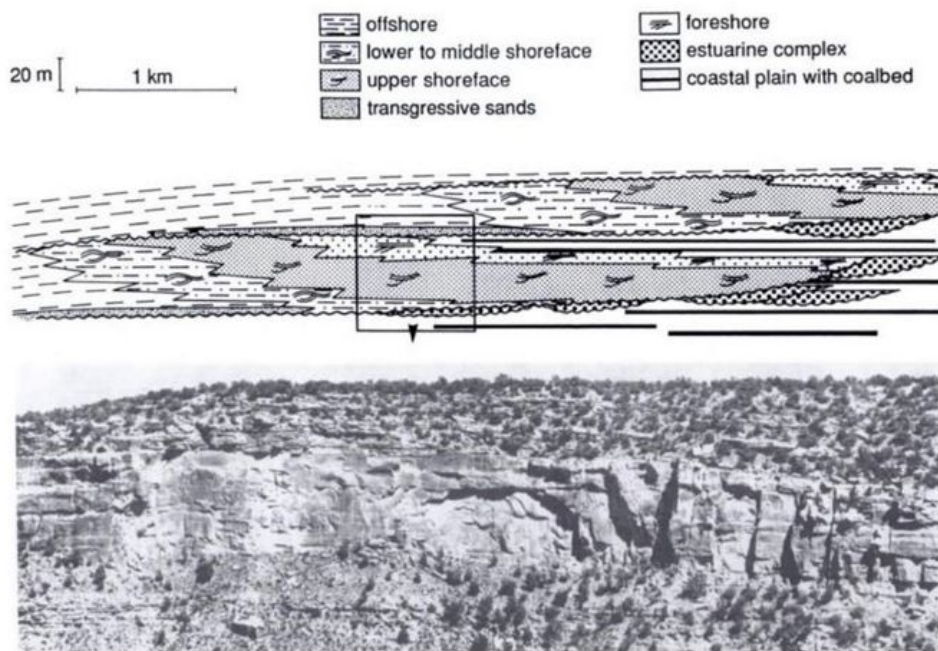 offshore
lower to middle shoreface
upper shoreface
transgressive sands
foreshore
estuarine complex
coastal plain with coalbed
20 m
1 km